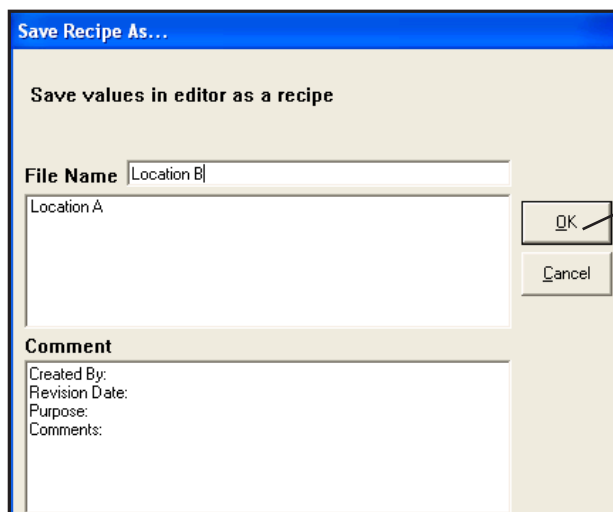 Save Recipe As...
Save values in editor as a recipe
File Name Location B
Location A
OK
Cancel
Comment
Created By:
Revision Date:
Purpose:
Comments: